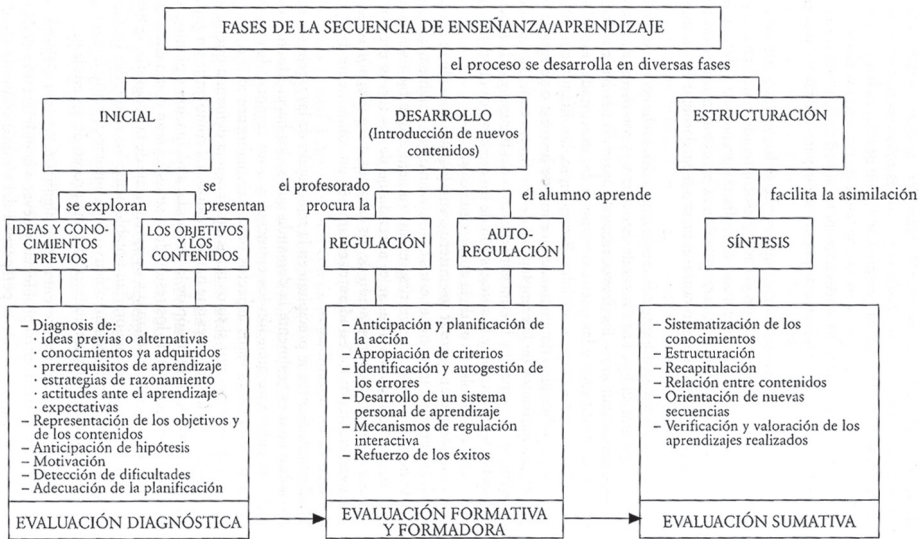 FASES DE LA SECUENCIA DE ENSEÑANZA/APRENDIZAJE
el proceso se desarrolla en diversas fases
INICIAL
se exploran
se
presentan
IDEAS Y CONO-
CIMIENTOS
PREVIOS
LOS OBJETIVOS
Y LOS
CONTENIDOS
– Diagnosis de:
· ideas previas o alternativas
· conocimientos ya adquiridos
· prerrequisitos de aprendizaje
· estrategias de razonamiento
· actitudes ante el aprendizaje
· expectativas
– Representación de los objetivos y
de los contenidos
– Anticipación de hipótesis
– Motivación
– Detección de dificultades
– Adecuación de la planificación
EVALUACIÓN DIAGNÓSTICA
DESARROLLO
(Introducción de nuevos
contenidos)
el profesorado
procura la
el alumno aprende
REGULACIÓN
AUTO-
REGULACIÓN
– Anticipación y planificación de
la acción
– Apropiación de criterios
– Identificación y autogestión de
los errores
– Desarrollo de un sistema
personal de aprendizaje
– Mecanismos de regulación
interactiva
– Refuerzo de los éxitos
EVALUACIÓN FORMATIVA
Y FORMADORA
ESTRUCTURACIÓN
facilita la asimilación
SÍNTESIS
– Sistematización de los
conocimientos
– Estructuración
– Recapitulación
– Relación entre contenidos
– Orientación de nuevas
secuencias
– Verificación y valoración de los
aprendizajes realizados
EVALUACIÓN SUMATIVA